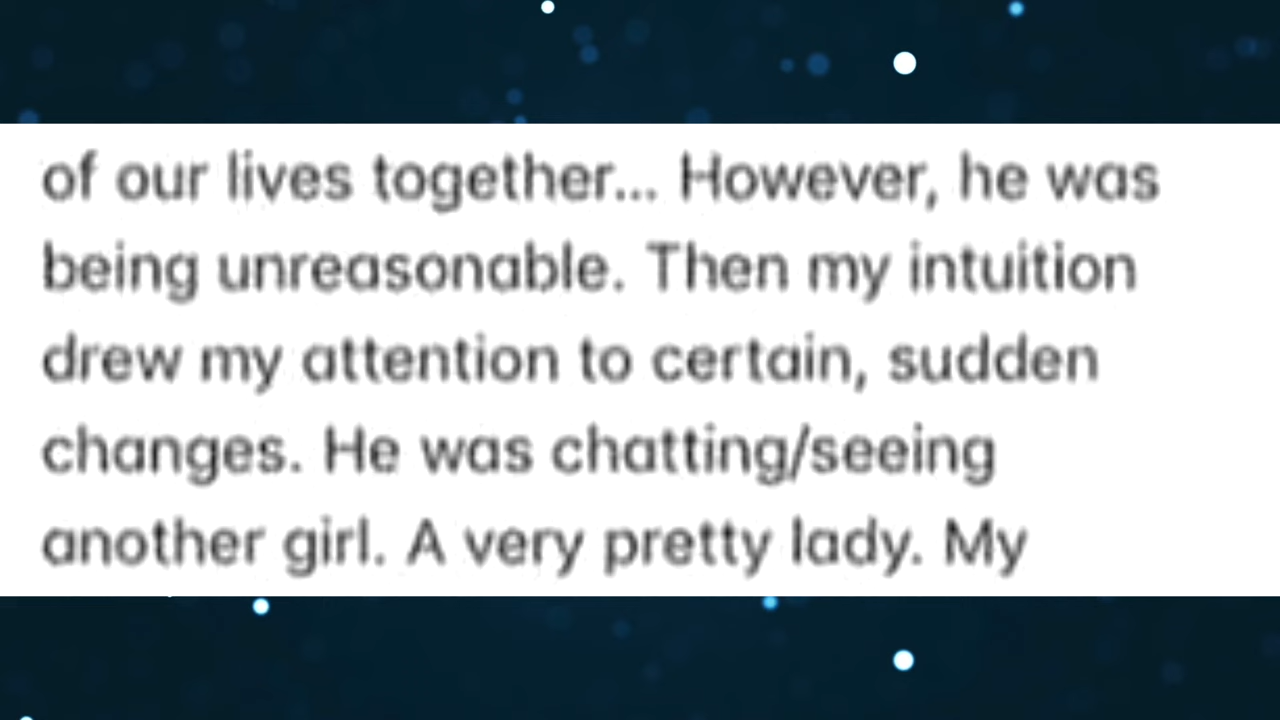 of our lives together... However, he was
being unreasonable. Then my intuition
drew my attention to certain, sudden
changes. He was chatting/seeing
another girl. A very pretty lady. My